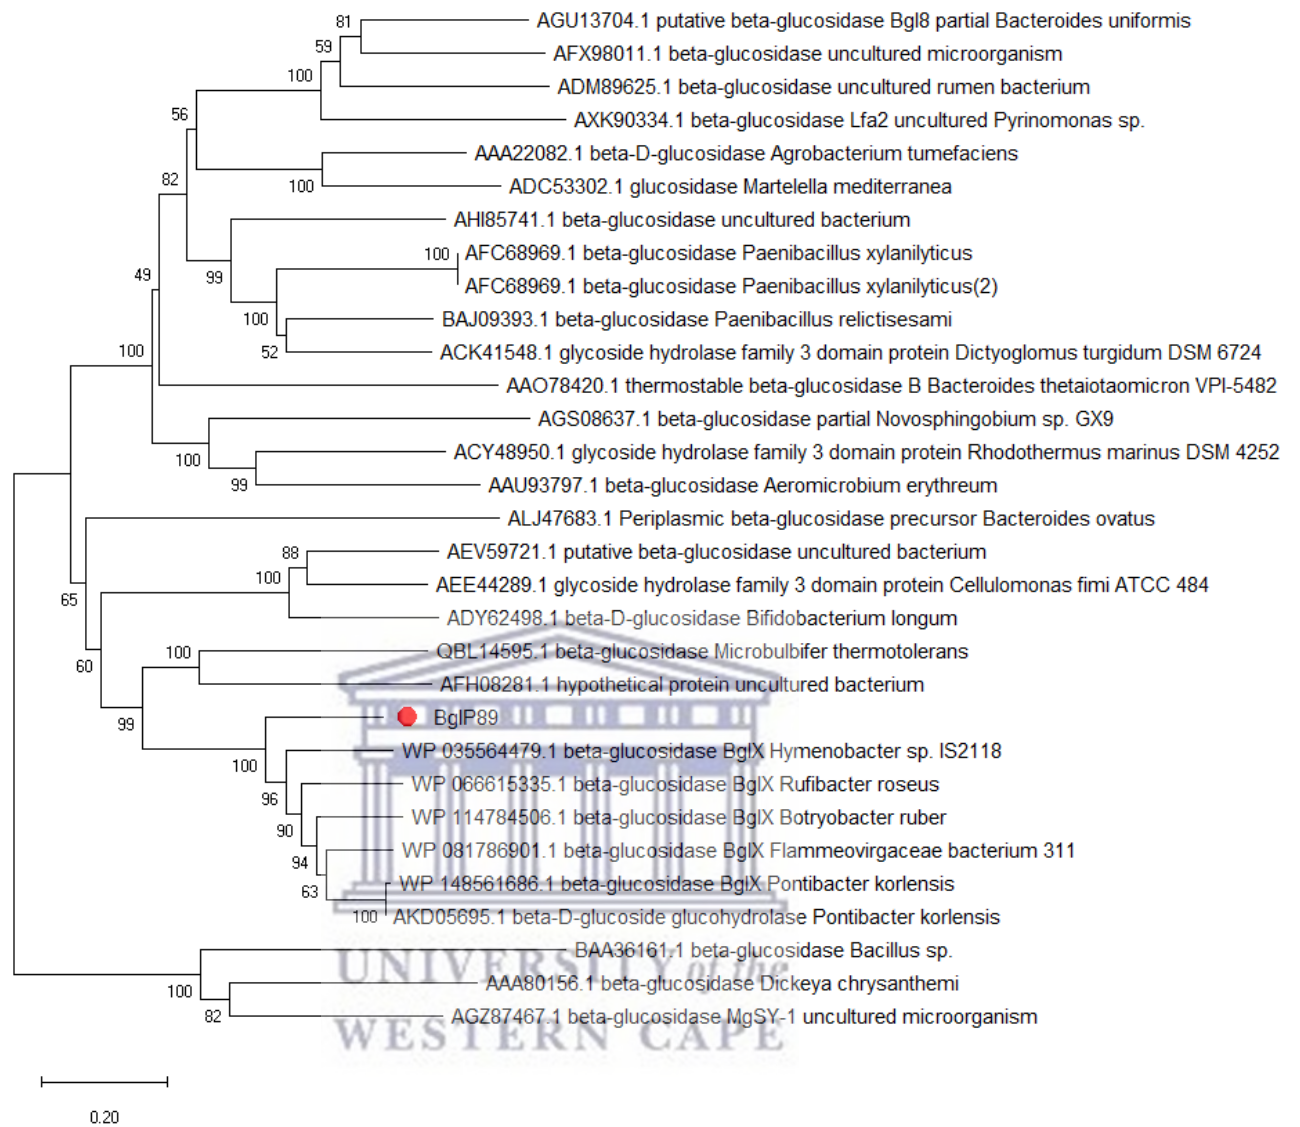 81
AGU13704.1 putative beta-glucosidase Bgl8 partial Bacteroides uniformis
59
AFX98011.1 beta-glucosidase uncultured microorganism
100
ADM89625.1 beta-glucosidase uncultured rumen bacterium
56
AXK90334.1 beta-glucosidase Lfa2 uncultured Pyrinomonas sp.
AAA22082.1 beta-D-glucosidase Agrobacterium tumefaciens
82
100
ADC53302.1 glucosidase Martelella mediterranea
AHI85741.1 beta-glucosidase uncultured bacterium
100
AFC68969.1 beta-glucosidase Paenibacillus xylanilyticus
49
99
AFC68969.1 beta-glucosidase Paenibacillus xylanilyticus(2)
100
BAJ09393.1 beta-glucosidase Paenibacillus relictisesami
100
52
ACK41548.1 glycoside hydrolase family 3 domain protein Dictyoglomus turgidum DSM 6724
AAO78420.1 thermostable beta-glucosidase B Bacteroides thetaiotaomicron VPI-5482
AGS08637.1 beta-glucosidase partial Novosphingobium sp. GX9
100
ACY48950.1 glycoside hydrolase family 3 domain protein Rhodothermus marinus DSM 4252
99
AAU93797.1 beta-glucosidase Aeromicrobium erythreum
ALJ47683.1 Periplasmic beta-glucosidase precursor Bacteroides ovatus
88
AEV59721.1 putative beta-glucosidase uncultured bacterium
100
AEE44289.1 glycoside hydrolase family 3 domain protein Cellulomonas fimi ATCC 484
65
ADY62498.1 beta-D-glucosidase Bifidobacterium longum
100
QBL14595.1 beta-glucosidase Microbulbifer thermotolerans
60
AFH08281.1 hypothetical protein uncultured bacterium
99
BglP89
100
WP 035564479.1 beta-glucosidase BglX Hymenobacter sp. IS2118
96
WP 066615335.1 beta-glucosidase BglX Rufibacter roseus
90
WP 114784506.1 beta-glucosidase BglX Botryobacter ruber
94
WP 081786901.1 beta-glucosidase BglX Flammeovirgaceae bacterium 311
63
WP 148561686.1 beta-glucosidase BglX Pontibacter korlensis
100
AKD05695.1 beta-D-glucoside glucohydrolase Pontibacter korlensis
BAA36161.1 beta-glucosidase Bacillus sp.
UNIVERSITY of the
100
AAA80156.1 beta-glucosidase Dickeya chrysanthemi
82
AGZ87467.1 beta-glucosidase MgSY-1 uncultured microorganism
WESTERN CAPE
0.20